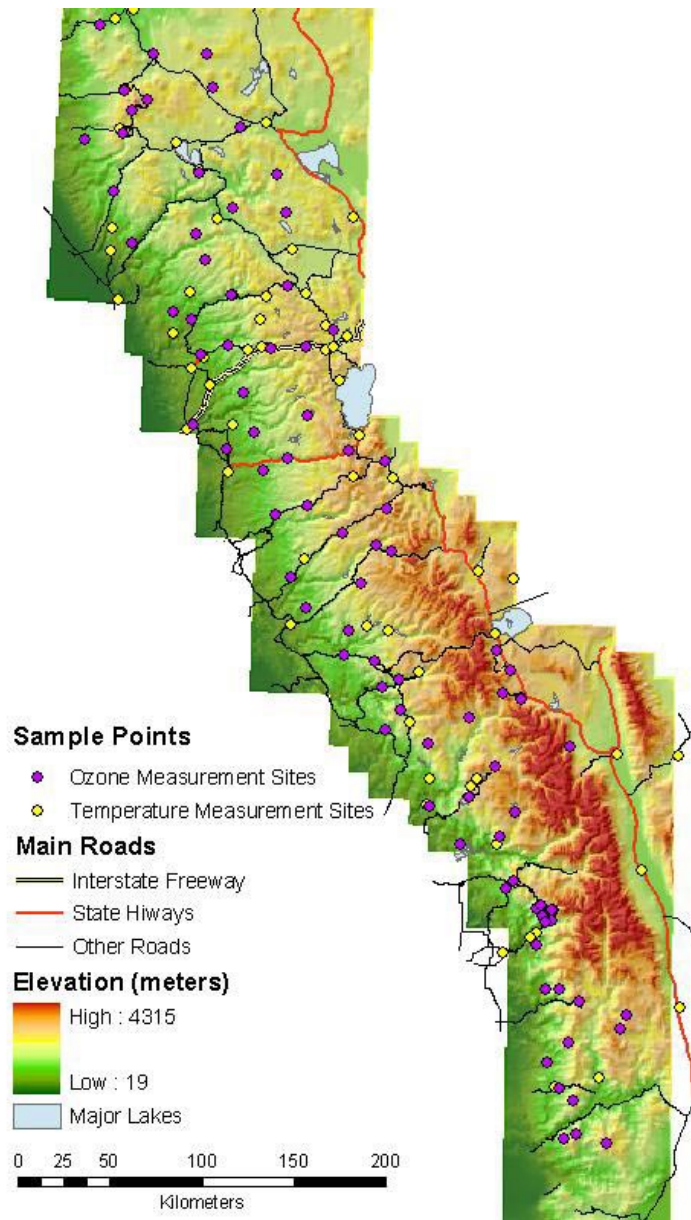 Sample Points
Ozone Measurement Sites
Temperature Measurement Sites
Main Roads
Interstate Freeway
State Hiways
Other Roads
Elevation (meters)
High : 4315
Low : 19
Major Lakes
0 25 50 100 150 200
Kilometers